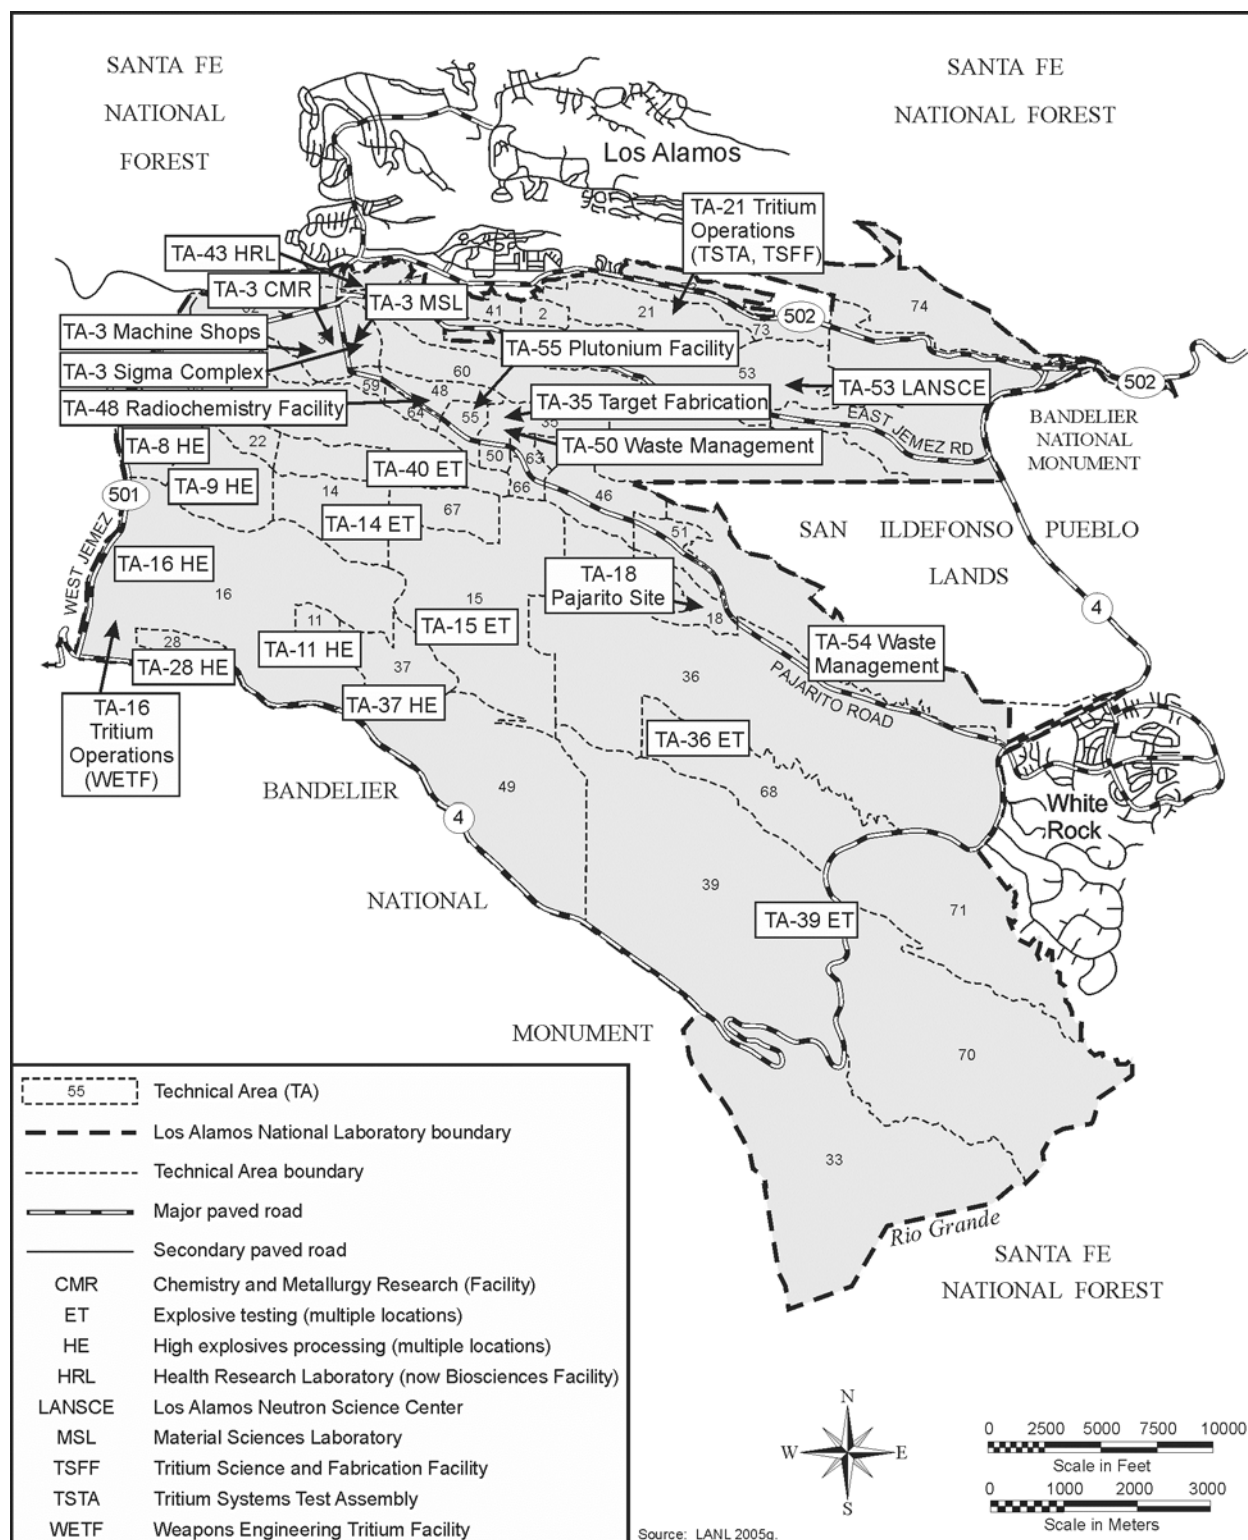 SANTA FE
NATIONAL
FOREST
SANTA FE
NATIONAL FOREST
Los Alamos
TA-21 Tritium
Operations
(TSTA, TSFF)
TA-43 HRL
TA-3 CMR
TA-3 MSL
TA-3 Machine Shops
TA-3 Sigma Complex
TA-48 Radiochemistry Facility
TA-55 Plutonium Facility
TA-35 Target Fabrication
TA-50 Waste Management
TA-53 LANSCE
41
2
21
73
502
74
502
60
53
59
48
64
55
35
EAST JEMEZ RD
BANDELIER
NATIONAL
MONUMENT
TA-8 HE
22
TA-40 ET
50
63
TA-9 HE
501
14
66
46
TA-14 ET
67
51
SAN ILDEFONSO PUEBLO
LANDS
WEST JEMEZ
TA-16 HE
16
TA-18
Pajarito Site
18
4
15
TA-15 ET
11
TA-11 HE
28
TA-28 HE
37
TA-37 HE
TA-54 Waste
Management
PAJARITO ROAD
36
TA-36 ET
TA-16
Tritium
Operations
(WETF)
BANDELIER
49
68
4
White
Rock
NATIONAL
39
TA-39 ET
71
MONUMENT
70
33
Rio Grande
SANTA FE
NATIONAL FOREST
55 Technical Area (TA)
Los Alamos National Laboratory boundary
Technical Area boundary
Major paved road
Secondary paved road
CMR Chemistry and Metallurgy Research (Facility)
ET Explosive testing (multiple locations)
HE High explosives processing (multiple locations)
HRL Health Research Laboratory (now Biosciences Facility)
LANSCE Los Alamos Neutron Science Center
MSL Material Sciences Laboratory
TSFF Tritium Science and Fabrication Facility
TSTA Tritium Systems Test Assembly
WETF Weapons Engineering Tritium Facility
N
W E
S
0 2500 5000 7500 10000
Scale in Feet
0 1000 2000 3000
Scale in Meters
Source: LANL 2005g.